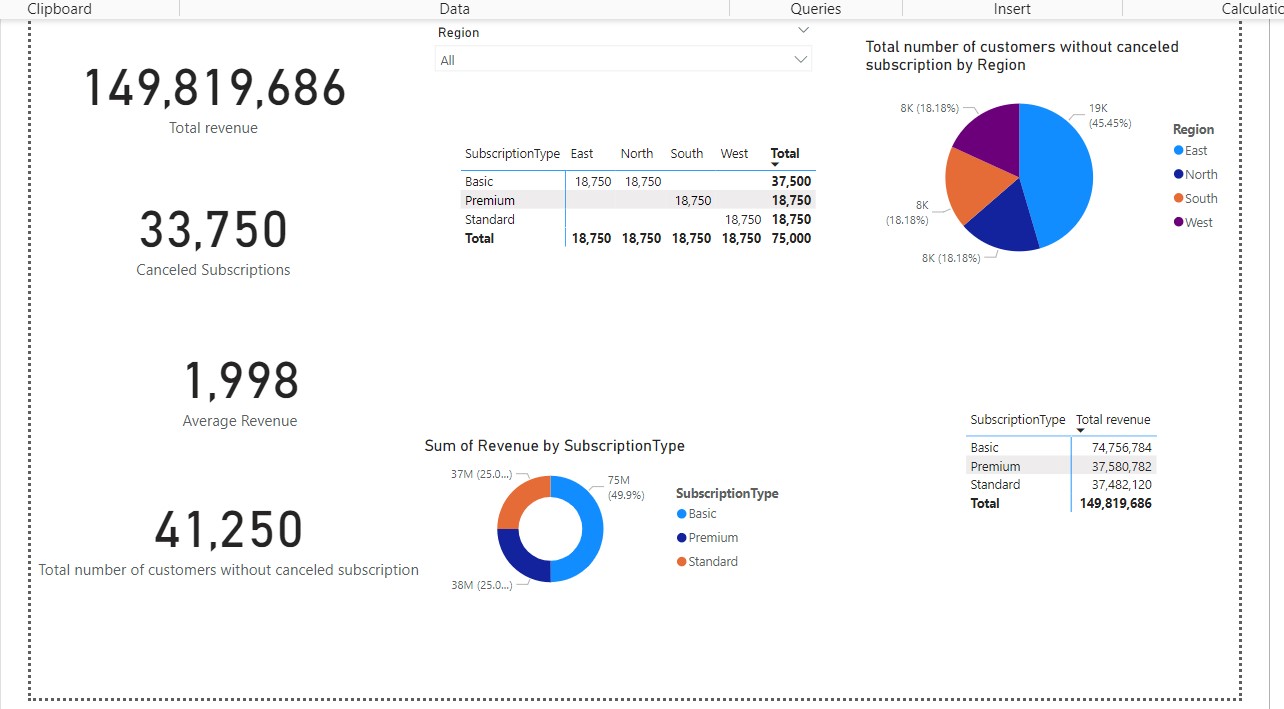 Clipboard Data Queries Insert Calculatic
Region
All
149,819,686
Total revenue
33,750
Canceled Subscriptions
1,998
Average Revenue
41,250
Total number of customers without canceled subscription
SubscriptionType East North South West Total
Basic 18,750 18,750 37,500
Premium 18,750 18,750
Standard 18,750 18,750
Total 18,750 18,750 18,750 18,750 75,000
Total number of customers without canceled
subscription by Region
8K (18.18%)
19K
(45.45%)
8K
(18.18%)
8K (18.18%)
Region
East
North
South
West
Sum of Revenue by SubscriptionType
37M (25.0...)
75M
(49.9%)
38M (25.0...)
SubscriptionType
Basic
Premium
Standard
SubscriptionType Total revenue
Basic 74,756,784
Premium 37,580,782
Standard 37,482,120
Total 149,819,686